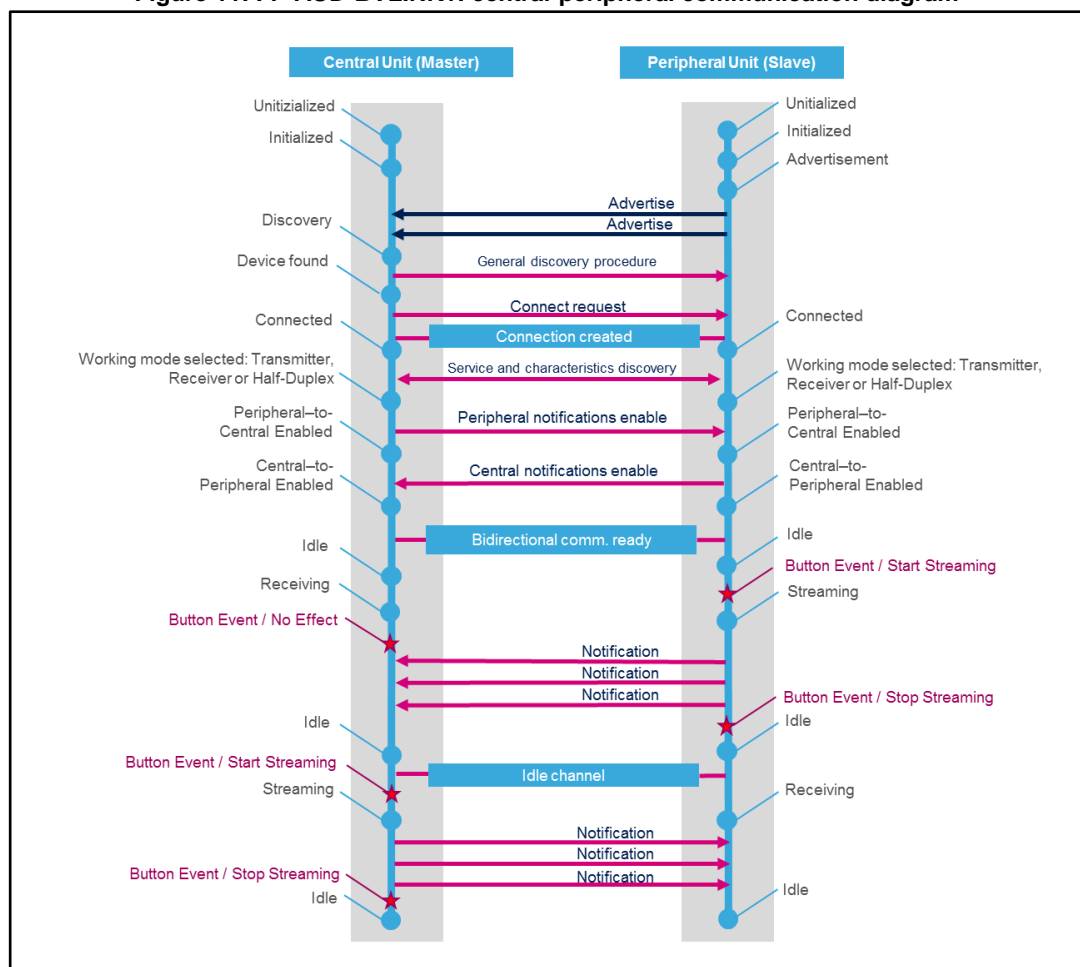 Central Unit (Master)
Peripheral Unit (Slave)
Unitizialized
Unitialized
Initialized
Initialized
Advertisement
Advertise
Discovery
Advertise
Device found
General discovery procedure
Connect request
Connected
Connected
Connection created
Working mode selected: Transmitter,
Receiver or Half-Duplex
Service and characteristics discovery
Working mode selected: Transmitter,
Receiver or Half-Duplex
Peripheral–to-
Central Enabled
Peripheral notifications enable
Peripheral–to-
Central Enabled
Central–to-
Peripheral Enabled
Central notifications enable
Central–to-
Peripheral Enabled
Idle
Bidirectional comm. ready
Idle
Button Event / Start Streaming
Receiving
Streaming
Button Event / No Effect
Notification
Notification
Notification
Button Event / Stop Streaming
Idle
Idle
Button Event / Start Streaming
Idle channel
Streaming
Receiving
Notification
Notification
Button Event / Stop Streaming
Notification
Idle
Idle